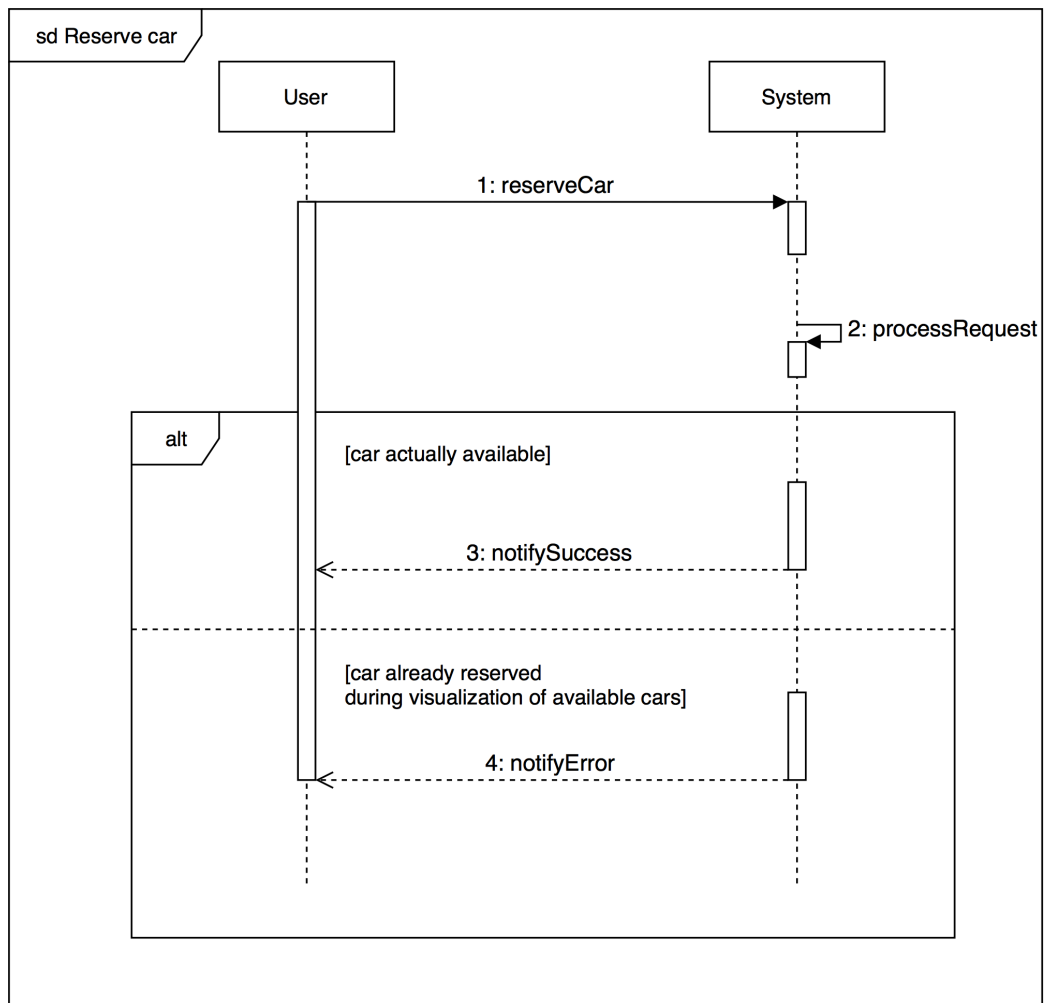 sd Reserve car
User
System
1: reserveCar
2: processRequest
alt
[car actually available]
3: notifySuccess
[car already reserved
during visualization of available cars]
4: notifyError